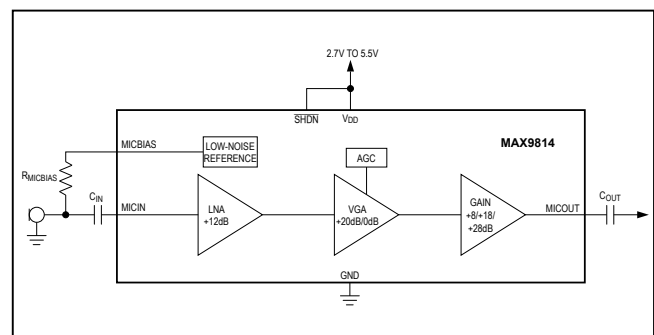 2.7V TO 5.5V
SHDN
VDD
MAX9814
MICBIAS
LOW-NOISE
REFERENCE
AGC
RMICBIAS
CIN
MICIN
LNA
+12dB
VGA
+20dB/0dB
GAIN
+8/+18/
+28dB
MICOUT
COUT
GND